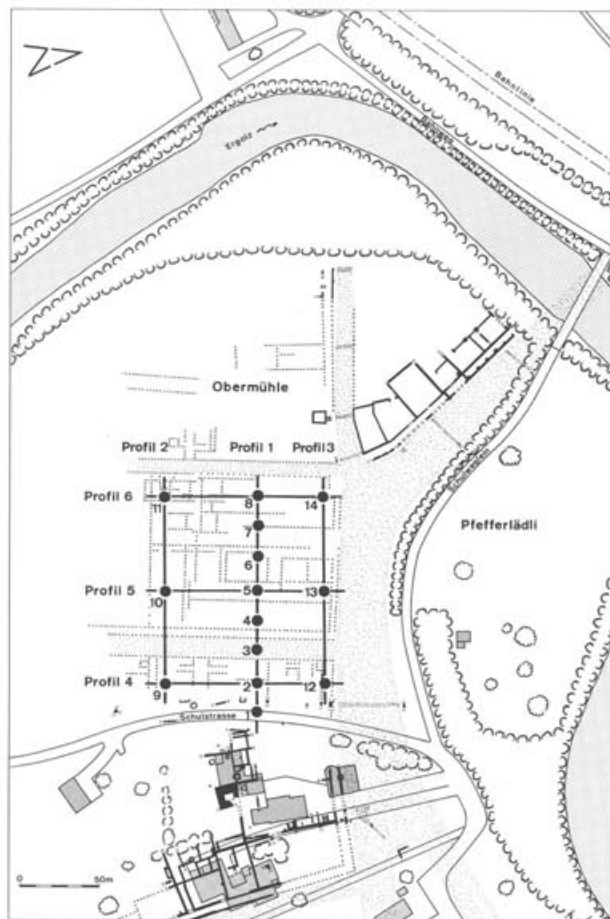 Bahnlinie
Ergolz
Obermühle
Profil 2 Profil 1 Profil 3
Profil 6
11 8 14
7
Pfefferlädli
6
Profil 5
10 5 13
4
3
Profil 4
9 2 12
1
Schulstrasse
0 50m